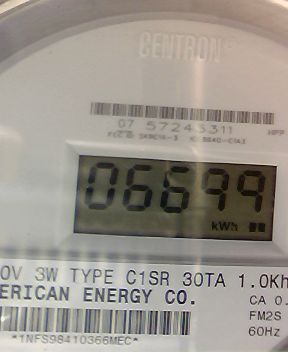 CENTRON
07 57243311
06699
kWh
0V 3W TYPE C1SR 30TA 1.0Kh
ERICAN ENERGY CO.
CA 0.
FM2S
60Hz
*1NFS98410366MEC*